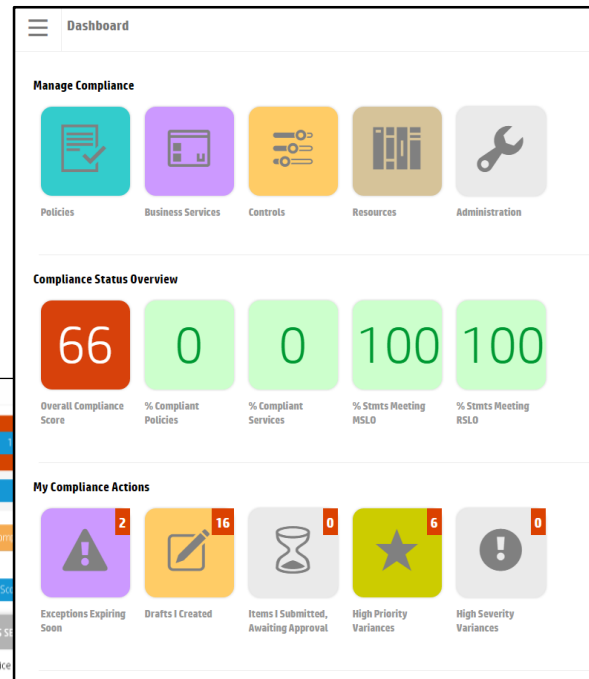 Dashboard
Manage Compliance
Policies
Business Services
Controls
Resources
Administration
Compliance Status Overview
66
0
0
100
100
Overall Compliance
Score
% Compliant
Policies
% Compliant
Services
% Stmts Meeting
MSLO
% Stmts Meeting
RSLO
My Compliance Actions
2
16
0
6
0
Exceptions Expiring
Soon
Drafts I Created
Items I Submitted,
Awaiting Approval
High Priority
Variances
High Severity
Variances